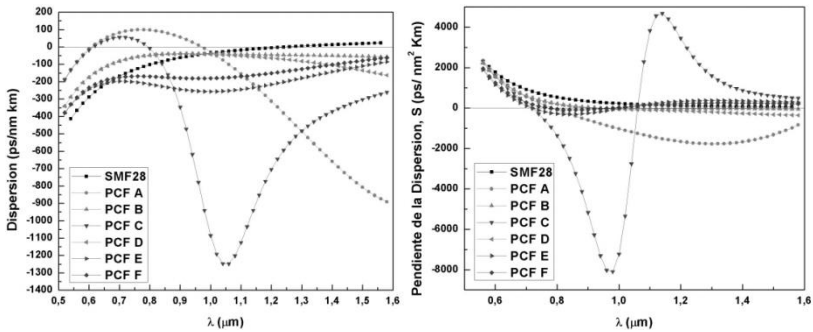 Dispersion (ps/nm km)
200
100
0
-100
-200
-300
-400
-500
-600
-700
-800
-900
-1000
-1100
-1200
-1300
-1400
SMF28
PCF A
PCF B
PCF C
PCF D
PCF E
PCF F
0,5 0,6 0,7 0,8 0,9 1,0 1,1 1,2 1,3 1,4 1,5 1,6
λ (μm)
Pendiente de la Dispersion, S (ps/ nm² Km)
4000
2000
0
-2000
-4000
-6000
-8000
SMF28
PCF A
PCF B
PCF C
PCF D
PCF E
PCF F
0,6 0,8 1,0 1,2 1,4 1,6
λ (μm)